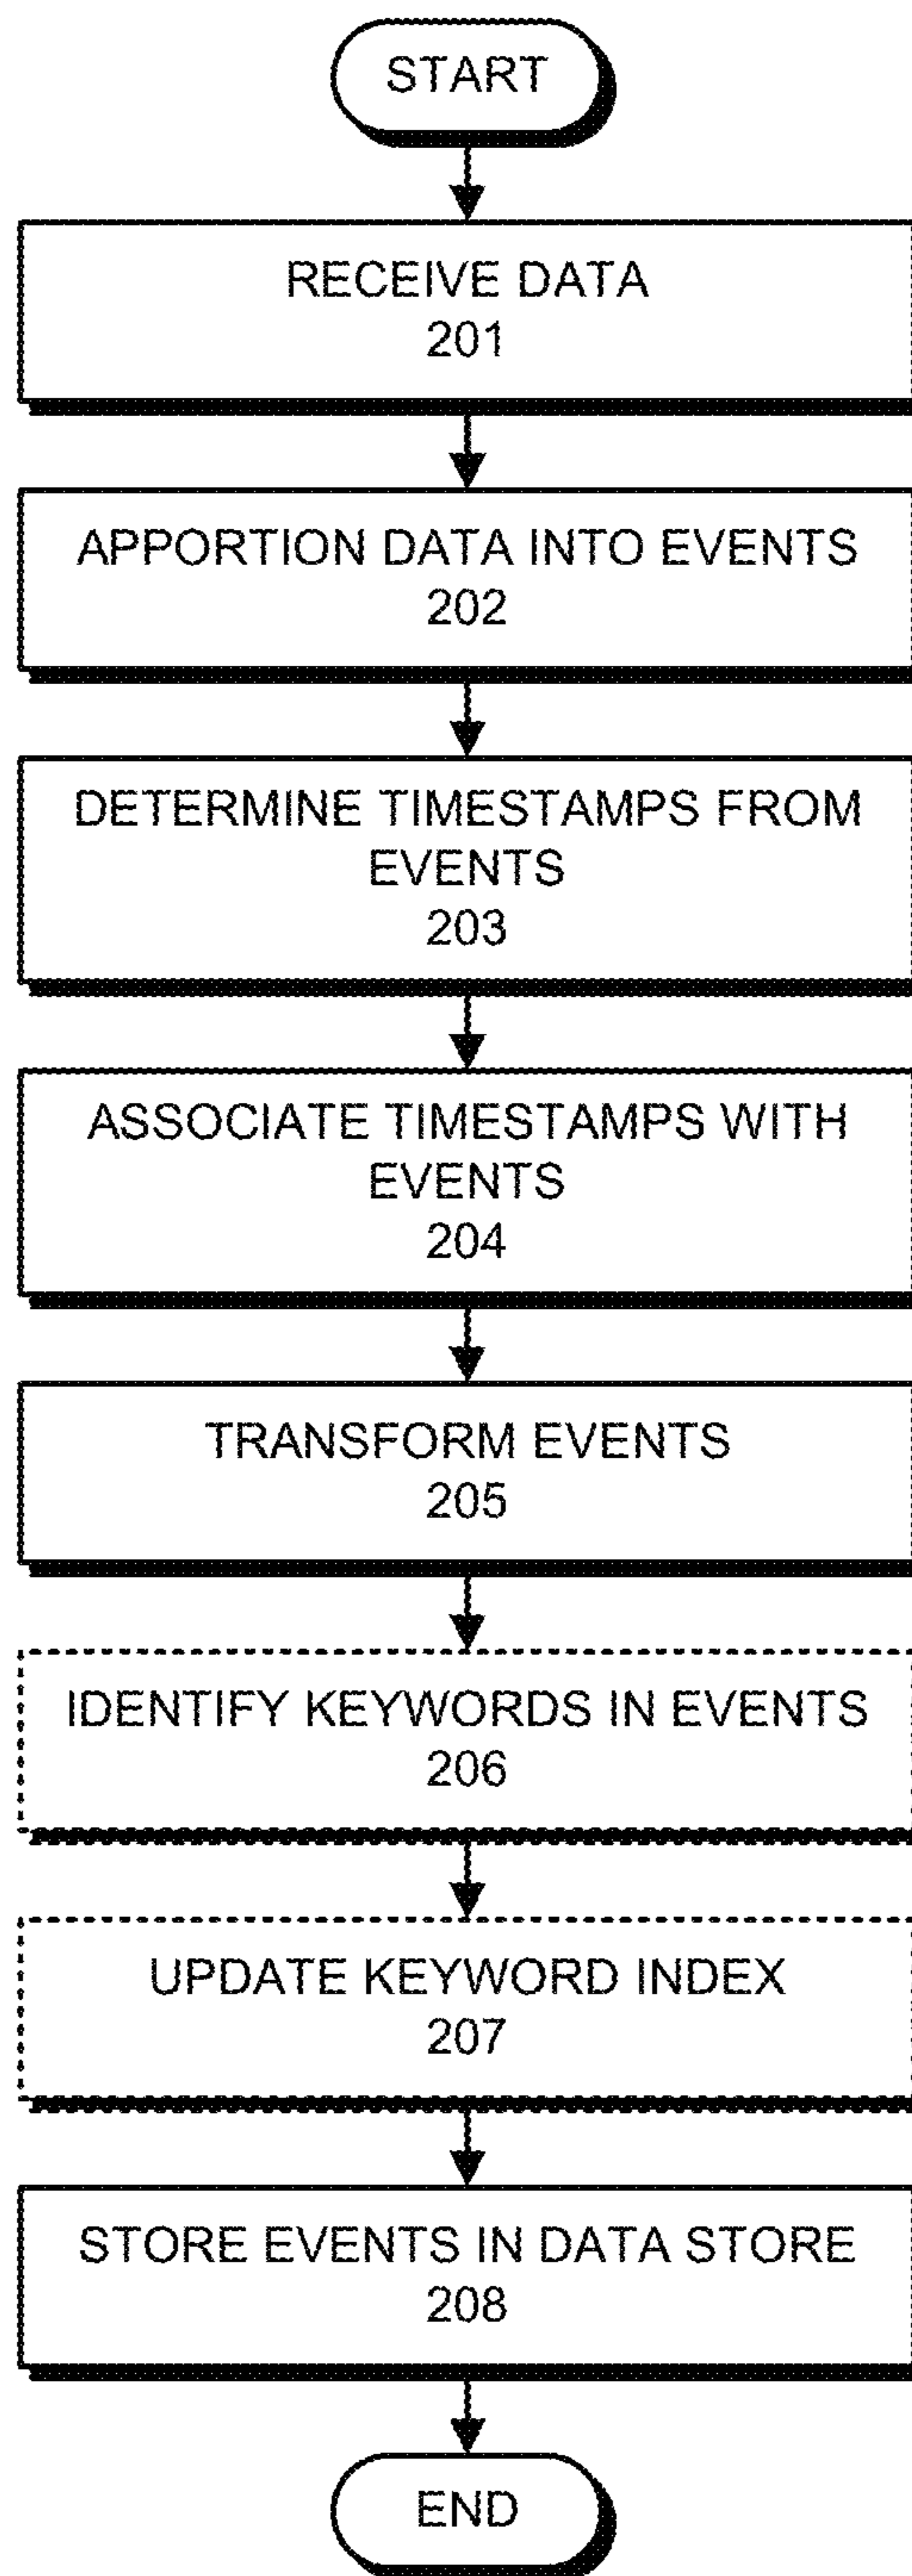 START
RECEIVE DATA
201
APPORTION DATA INTO EVENTS
202
DETERMINE TIMESTAMPS FROM
EVENTS
203
ASSOCIATE TIMESTAMPS WITH
EVENTS
204
TRANSFORM EVENTS
205
IDENTIFY KEYWORDS IN EVENTS
206
UPDATE KEYWORD INDEX
207
STORE EVENTS IN DATA STORE
208
END